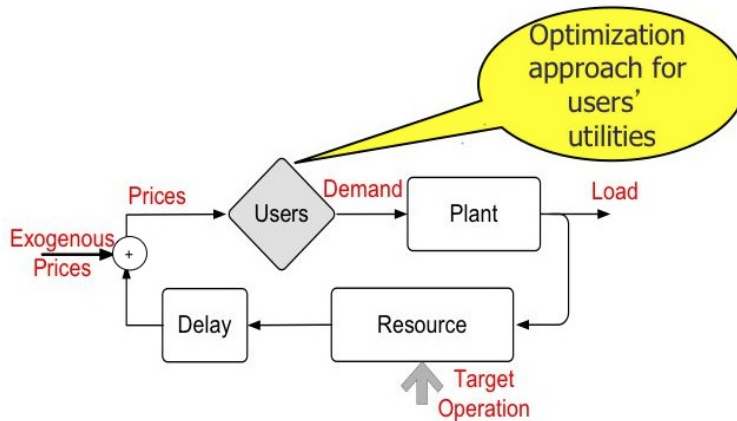 Optimization
approach for
users'
utilities
Prices
Users
Demand
Plant
Load
Exogenous
Prices
+
Delay
Resource
Target
Operation